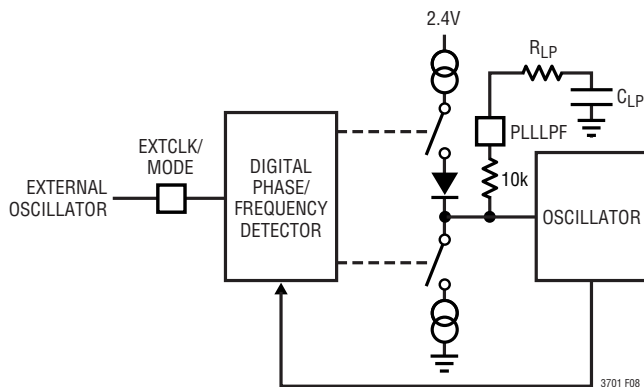 2.4V
R_LP
C_LP
PLLLPF
10k
EXTCLK/
MODE
EXTERNAL
OSCILLATOR
DIGITAL
PHASE/
FREQUENCY
DETECTOR
OSCILLATOR
3701 F08